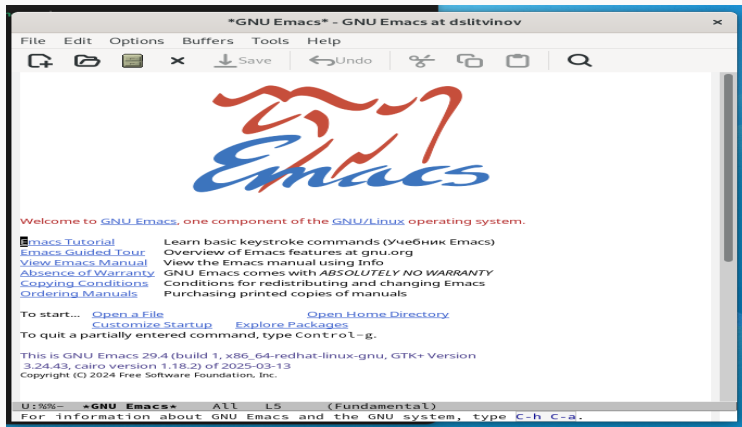 *GNU Emacs* - GNU Emacs at dslitvinov
File Edit Options Buffers Tools Help
Save Undo
Emacs
Welcome to GNU Emacs, one component of the GNU/Linux operating system.
Emacs Tutorial Learn basic keystroke commands (Учебник Emacs)
Emacs Guided Tour Overview of Emacs features at gnu.org
View Emacs Manual View the Emacs manual using Info
Absence of Warranty GNU Emacs comes with ABSOLUTELY NO WARRANTY
Copying Conditions Conditions for redistributing and changing Emacs
Ordering Manuals Purchasing printed copies of manuals
To start... Open a File Open Home Directory
Customize Startup Explore Packages
To quit a partially entered command, type Control-g.
This is GNU Emacs 29.4 (build 1, x86_64-redhat-linux-gnu, GTK+ Version
3.24.43, cairo version 1.18.2) of 2025-03-13
Copyright (C) 2024 Free Software Foundation, Inc.
U:%%- *GNU Emacs* All L5 (Fundamental)
For information about GNU Emacs and the GNU system, type C-h C-a.